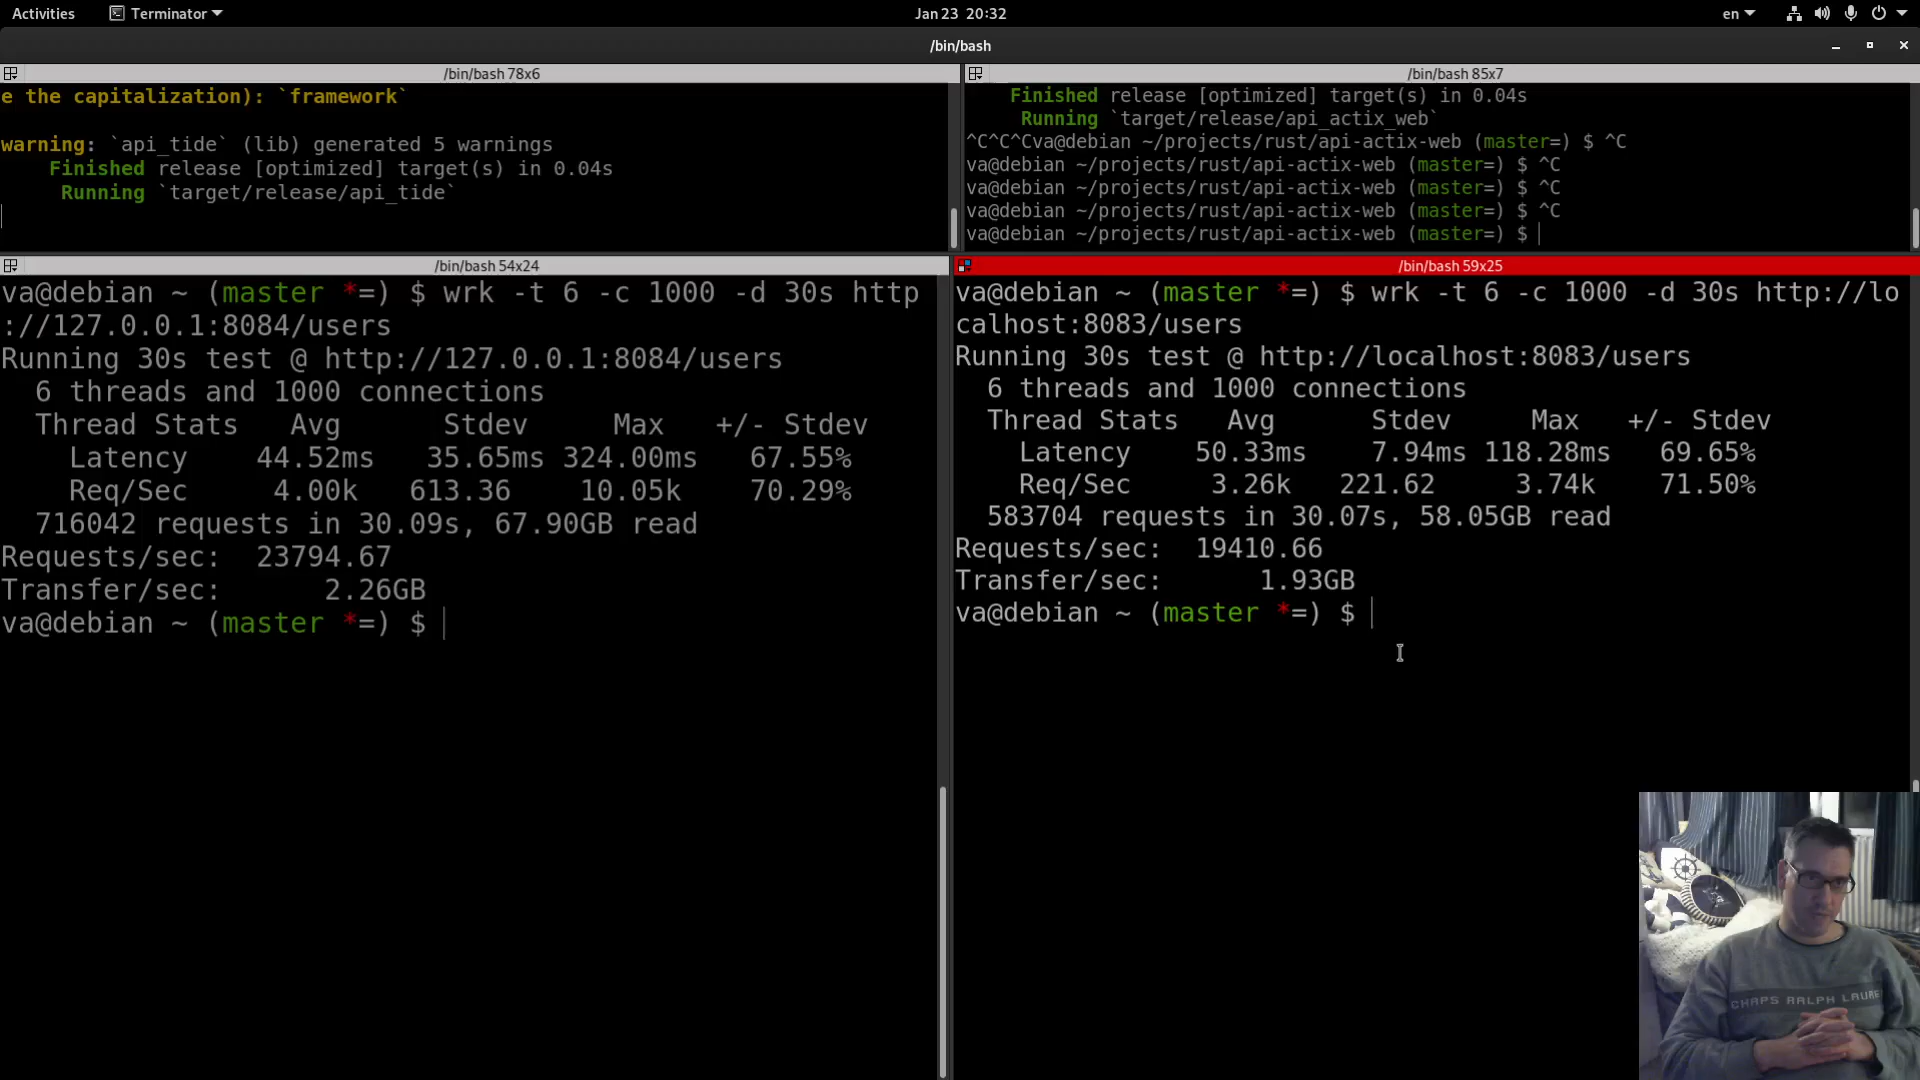 Activities Terminator Jan 23 20:32 en
/bin/bash
/bin/bash 78x6
e the capitalization): `framework`
warning: `api_tide` (lib) generated 5 warnings
Finished release [optimized] target(s) in 0.04s
Running `target/release/api_tide`
/bin/bash 85x7
Finished release [optimized] target(s) in 0.04s
Running `target/release/api_actix_web`
^C^C^Cva@debian ~/projects/rust/api-actix-web (master=) $ ^C
va@debian ~/projects/rust/api-actix-web (master=) $ ^C
va@debian ~/projects/rust/api-actix-web (master=) $ ^C
va@debian ~/projects/rust/api-actix-web (master=) $ ^C
va@debian ~/projects/rust/api-actix-web (master=) $
/bin/bash 54x24
va@debian ~ (master *=) $ wrk -t 6 -c 1000 -d 30s http
://127.0.0.1:8084/users
Running 30s test @ http://127.0.0.1:8084/users
6 threads and 1000 connections
Thread Stats Avg Stdev Max +/- Stdev
Latency 44.52ms 35.65ms 324.00ms 67.55%
Req/Sec 4.00k 613.36 10.05k 70.29%
716042 requests in 30.09s, 67.90GB read
Requests/sec: 23794.67
Transfer/sec: 2.26GB
va@debian ~ (master *=) $
/bin/bash 59x25
va@debian ~ (master *=) $ wrk -t 6 -c 1000 -d 30s http://lo
calhost:8083/users
Running 30s test @ http://localhost:8083/users
6 threads and 1000 connections
Thread Stats Avg Stdev Max +/- Stdev
Latency 50.33ms 7.94ms 118.28ms 69.65%
Req/Sec 3.26k 221.62 3.74k 71.50%
583704 requests in 30.07s, 58.05GB read
Requests/sec: 19410.66
Transfer/sec: 1.93GB
va@debian ~ (master *=) $
CHAPS RALPH LAURE